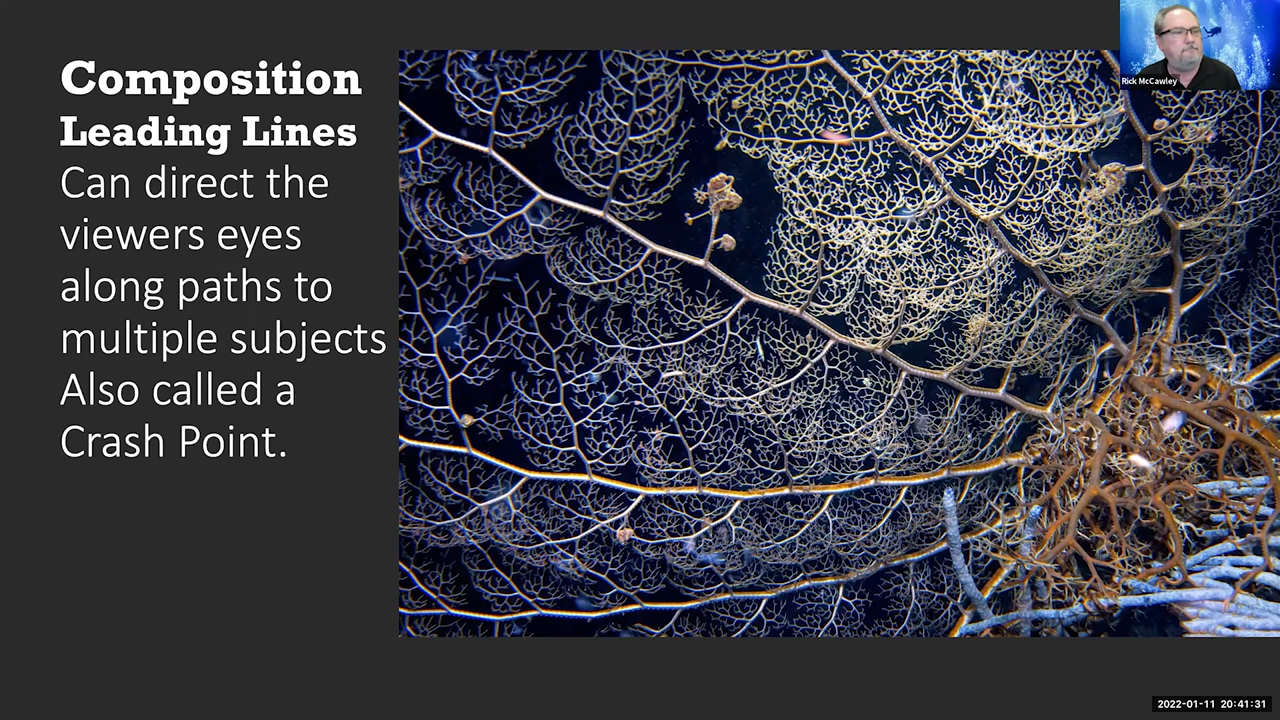 Composition
Leading Lines
Can direct the
viewers eyes
along paths to
multiple subjects
Also called a
Crash Point.
Rick McCawley
2022-01-11 20:41:31